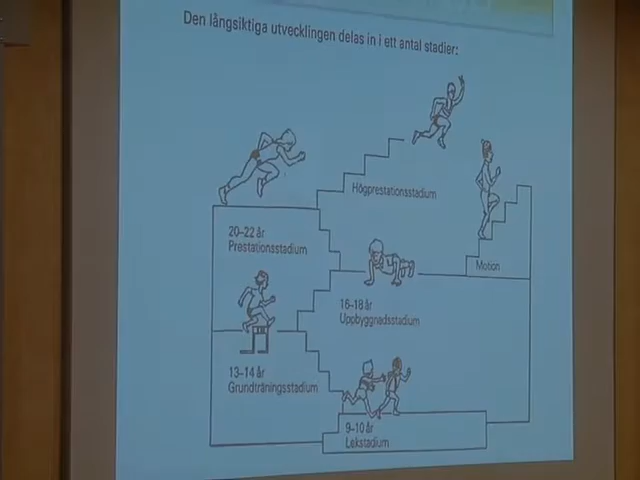 Den långsiktiga utvecklingen delas in i ett antal stadier:
Högprestationsstadium
20–22 år
Prestationsstadium
Motion
16–18 år
Uppbyggnadsstadium
13–14 år
Grundträningsstadium
9–10 år
Lekstadium